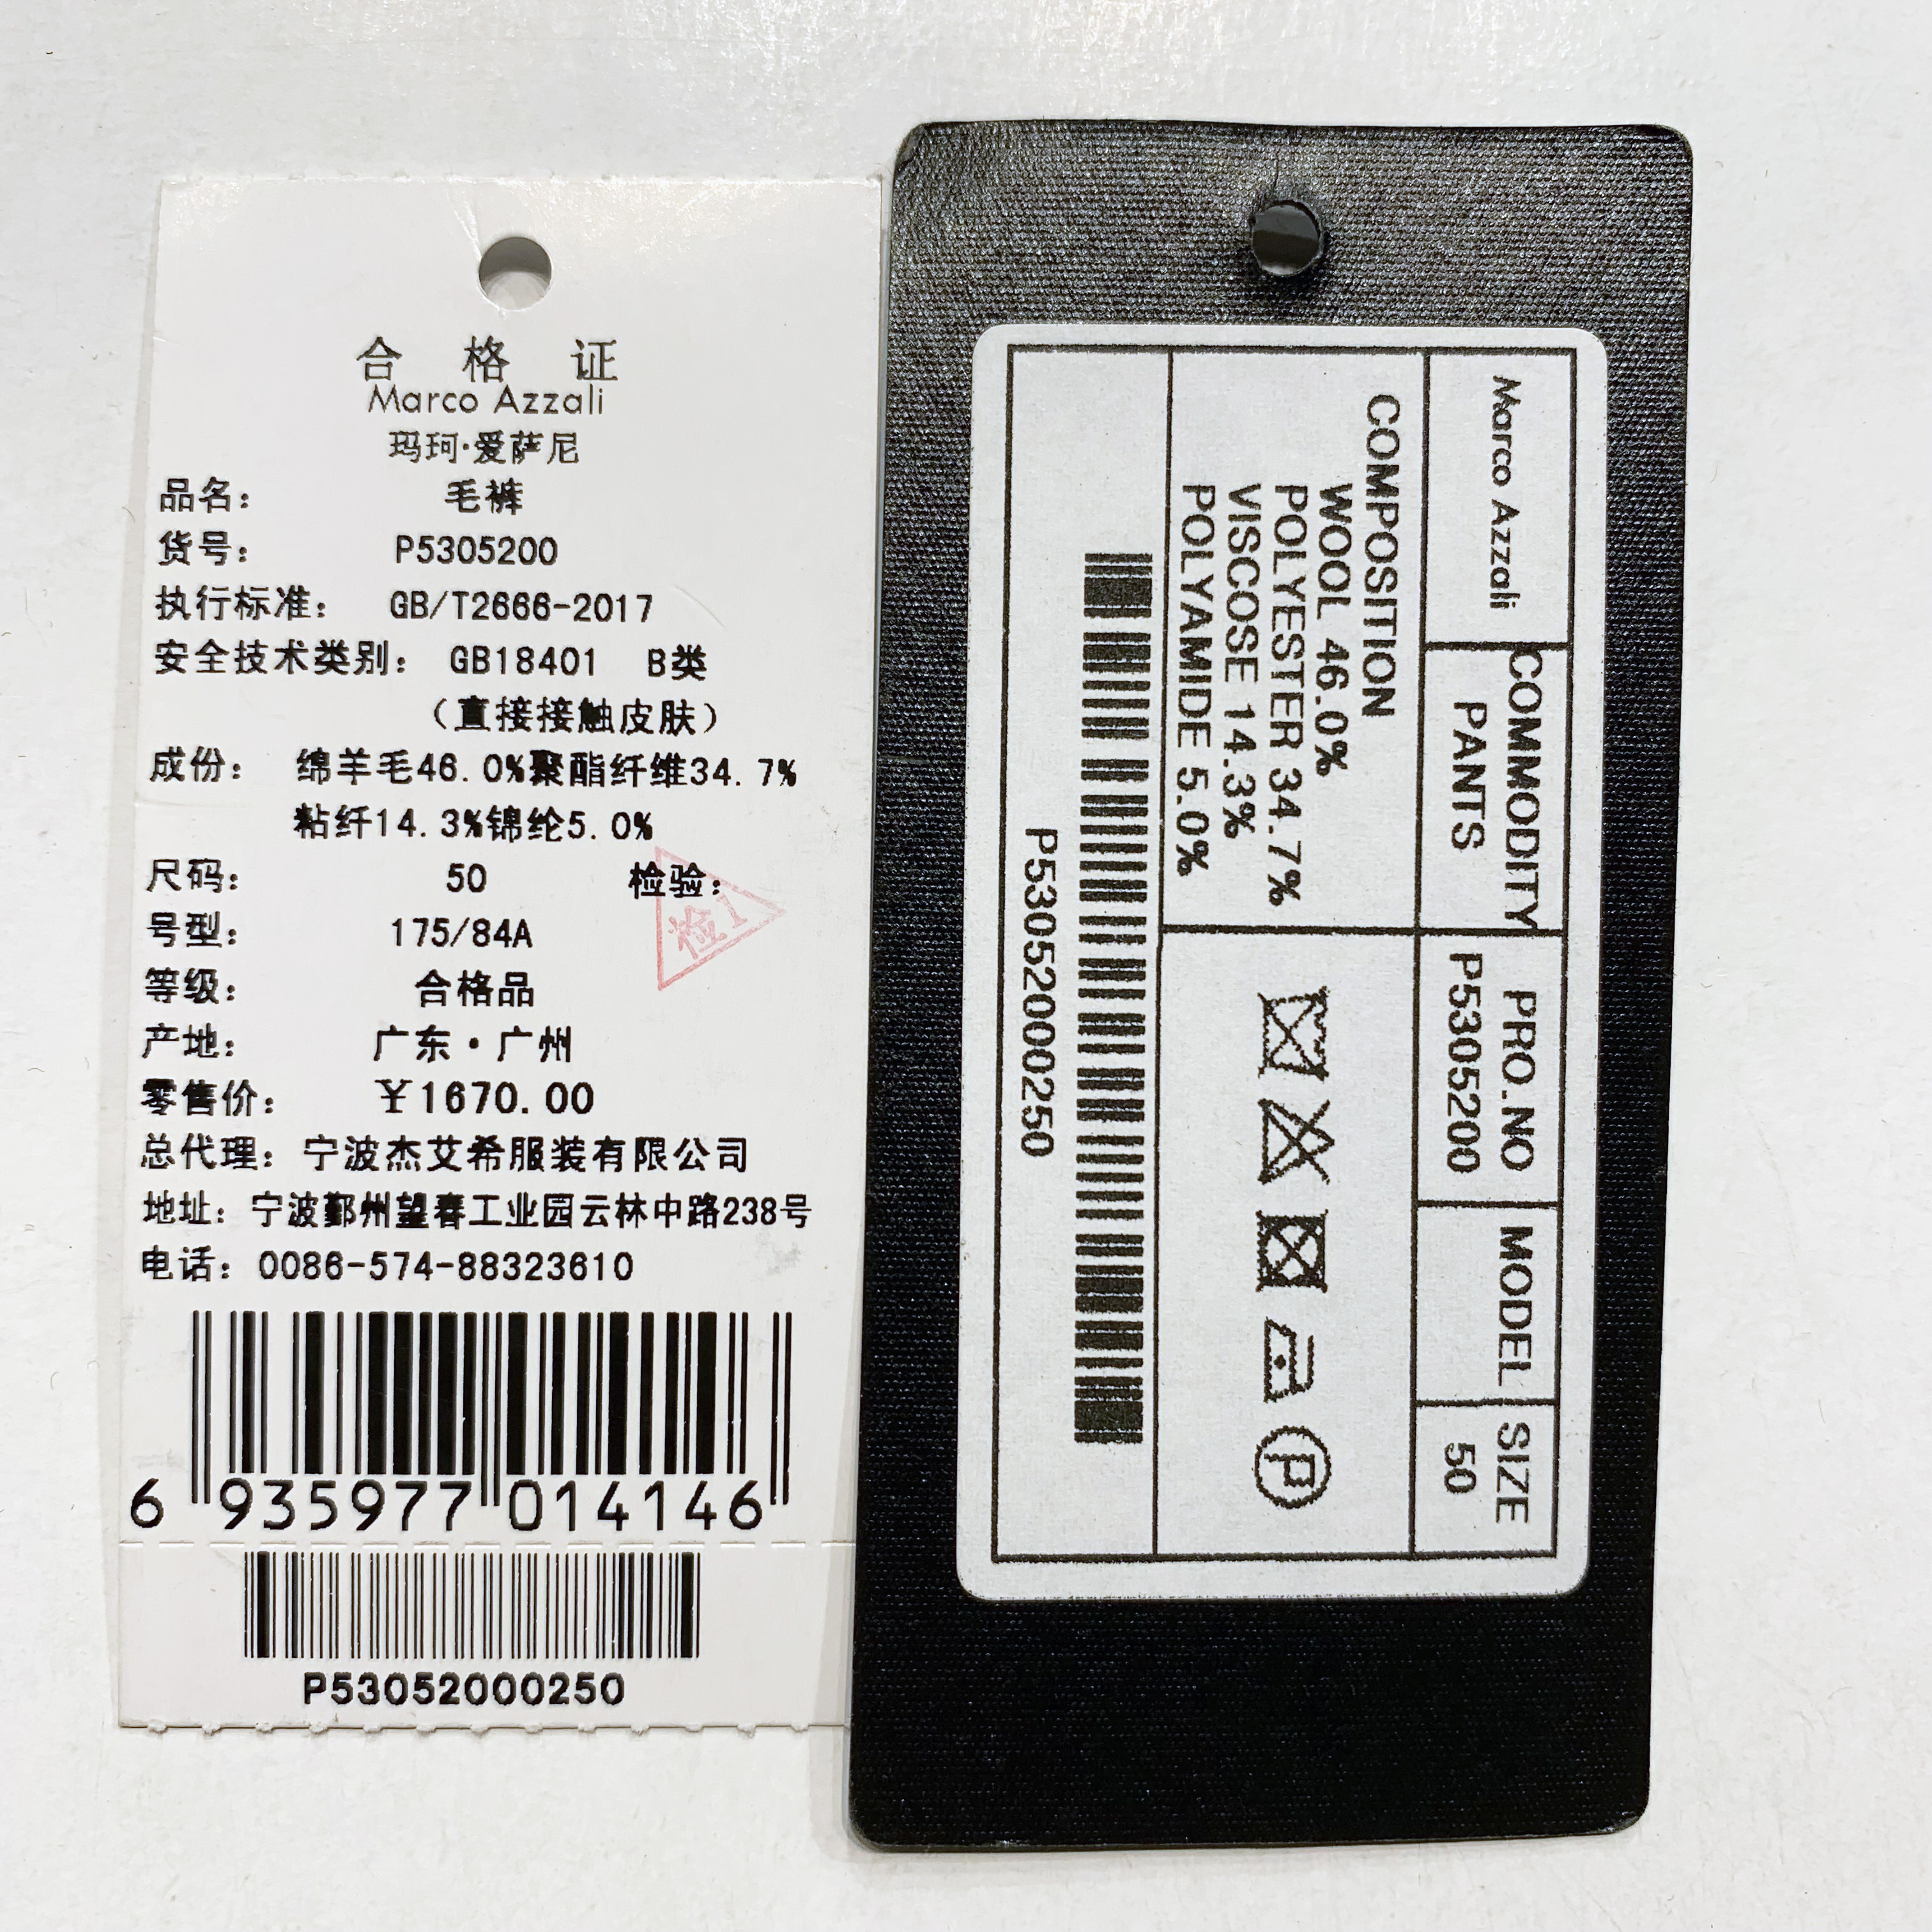 合 格 证
Marco Azzali
玛珂·爱萨尼
品名： 毛裤
货号： P5305200
执行标准： GB/T2666-2017
安全技术类别： GB18401 B类
（直接接触皮肤）
成份： 绵羊毛46.0%聚酯纤维34.7%
粘纤14.3%锦纶5.0%
尺码： 50 检验：
检1
号型： 175/84A
等级： 合格品
产地： 广东·广州
零售价： ￥1670.00
总代理： 宁波杰艾希服装有限公司
地址： 宁波鄞州望春工业园云林中路238号
电话： 0086-574-88323610
6 935977 014146
P53052000250
Marco Azzali
COMMODITY
PANTS
PRO.NO
P5305200
MODEL
SIZE
50
COMPOSITION
WOOL 46.0%
POLYESTER 34.7%
VISCOSE 14.3%
POLYAMIDE 5.0%
P
P53052000250